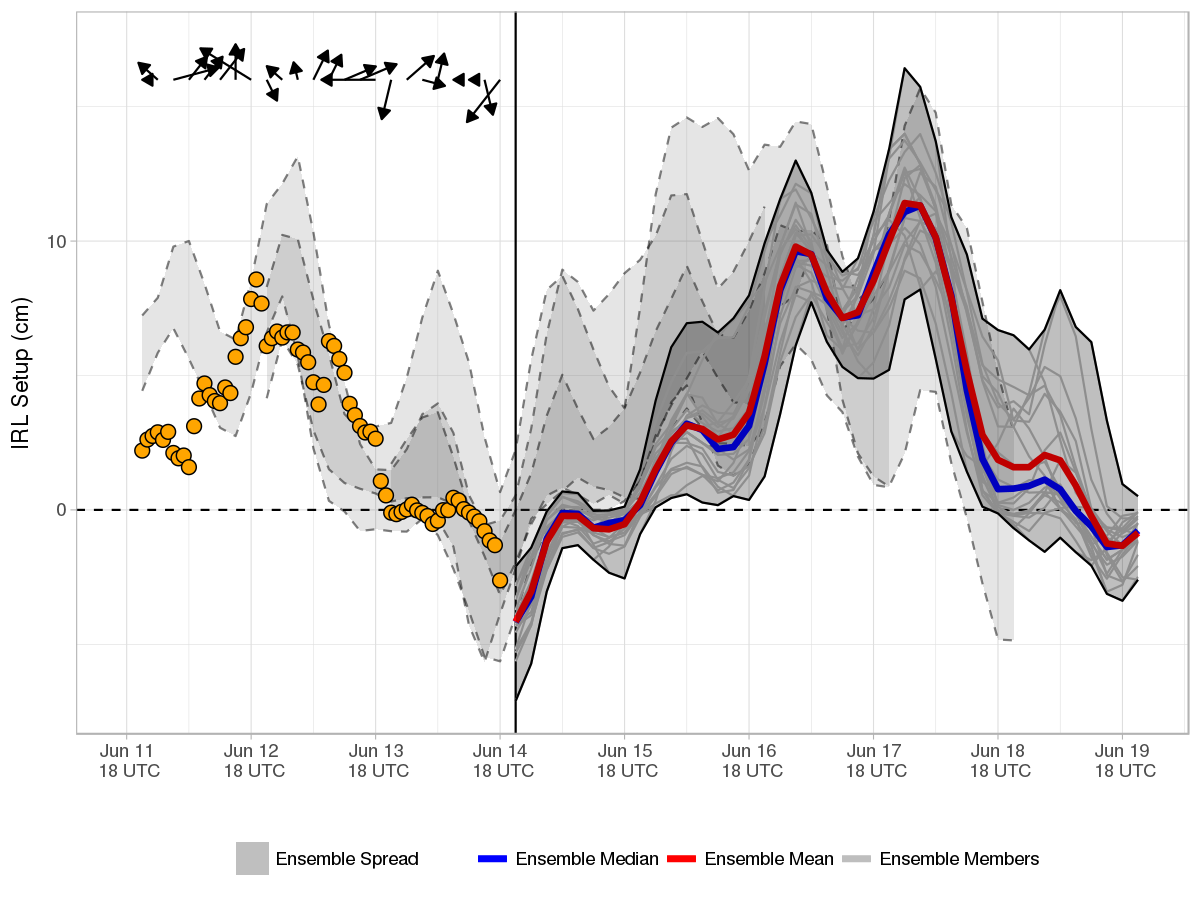 IRL Setup (cm)
10
0
Jun 11 Jun 12 Jun 13 Jun 14 Jun 15 Jun 16 Jun 17 Jun 18 Jun 19
18 UTC 18 UTC 18 UTC 18 UTC 18 UTC 18 UTC 18 UTC 18 UTC 18 UTC
Ensemble Spread Ensemble Median Ensemble Mean Ensemble Members